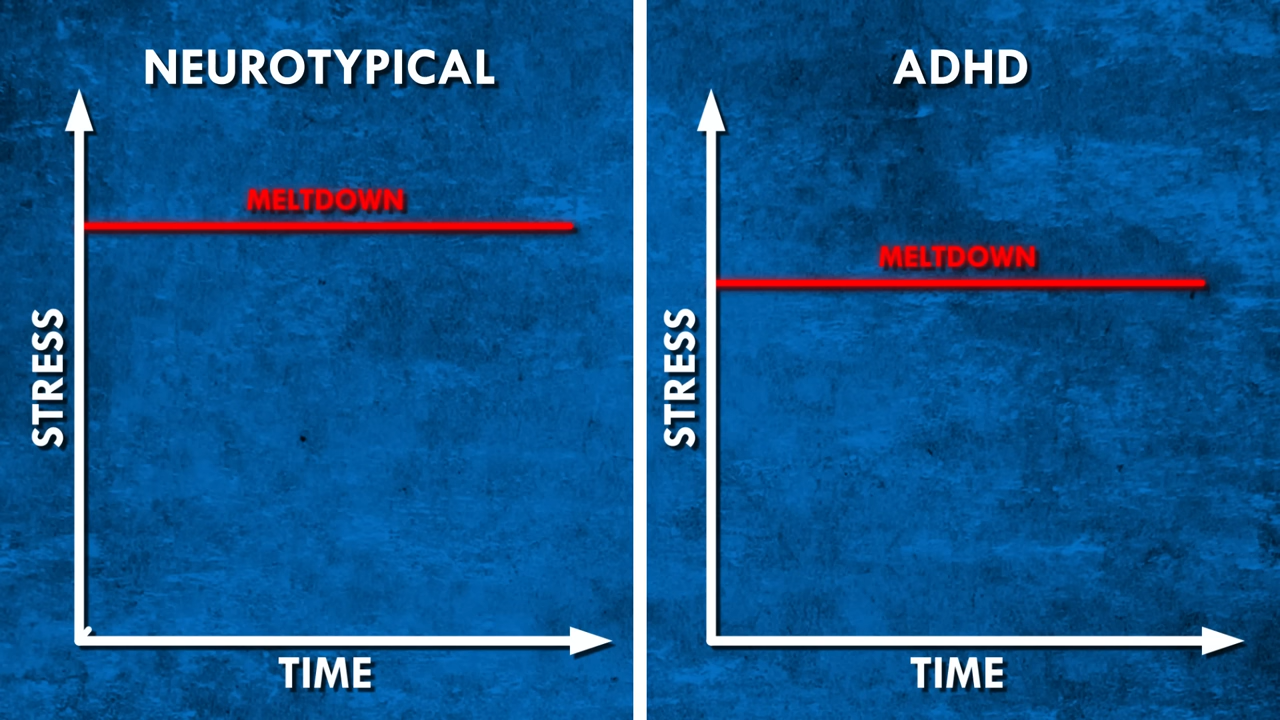 NEUROTYPICAL
MELTDOWN
STRESS
TIME
ADHD
MELTDOWN
STRESS
TIME